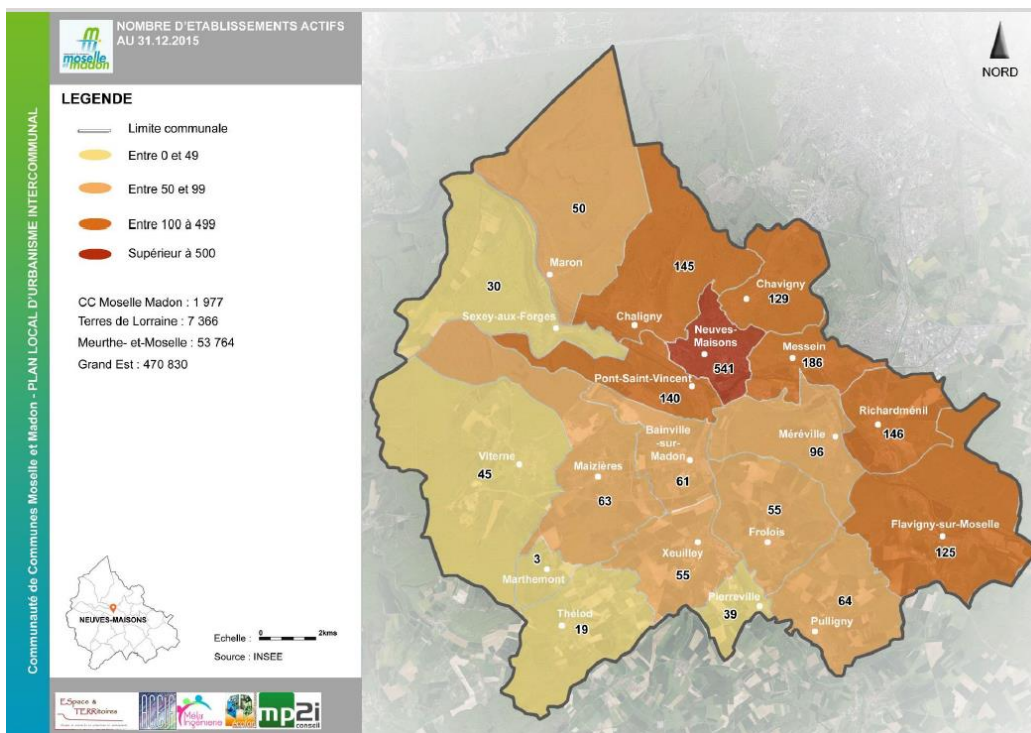 Communauté de Communes Moselle et Madon - PLAN LOCAL D'URBANISME INTERCOMMUNAL
moselle
et madon
NOMBRE D'ETABLISSEMENTS ACTIFS
AU 31.12.2015
LEGENDE
Limite communale
Entre 0 et 49
Entre 50 et 99
Entre 100 à 499
Supérieur à 500
CC Moselle Madon : 1 977
Terres de Lorraine : 7 366
Meurthe- et-Moselle : 53 764
Grand Est : 470 830
NEUVES-MAISONS
Echelle :
0
2kms
Source : INSEE
ESpace &
TERRitoires
mp2i
conseil
NORD
50
Maron
145
30
Chavigny
129
Sexey-aux-Forges
Chaligny
Neuves-
Maisons
541
Messein
186
Pont-Saint-Vincent
140
Richardménil
146
Bainville
-sur-
Madon
61
Méréville
96
Viterne
45
Maizières
63
55
Frolois
Flavigny-sur-Moselle
125
Xeuilley
55
3
Marthemont
Thélod
19
Pierreville
39
64
Pulligny